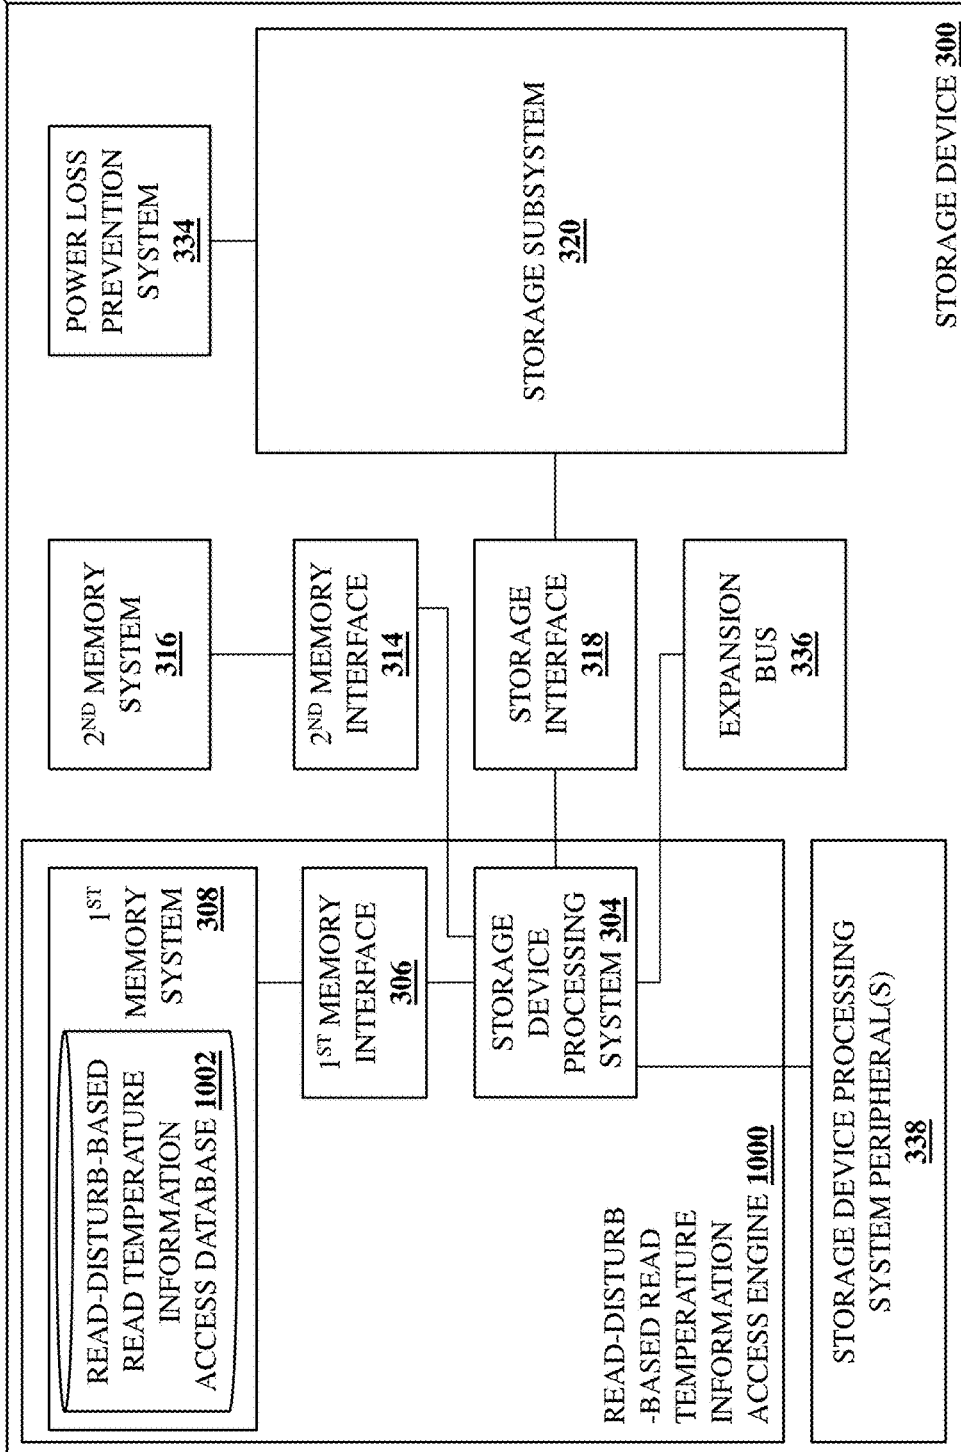 READ-DISTURB-BASED
READ TEMPERATURE
INFORMATION
ACCESS DATABASE 1002
1ST
MEMORY
SYSTEM
308
1ST MEMORY
INTERFACE
306
STORAGE
DEVICE
PROCESSING
SYSTEM 304
READ-DISTURB
-BASED READ
TEMPERATURE
INFORMATION
ACCESS ENGINE 1000
STORAGE DEVICE PROCESSING
SYSTEM PERIPHERAL(S)
338
2ND MEMORY
SYSTEM
316
2ND MEMORY
INTERFACE
314
STORAGE
INTERFACE
318
EXPANSION
BUS
336
POWER LOSS
PREVENTION
SYSTEM
334
STORAGE SUBSYSTEM
320
STORAGE DEVICE 300